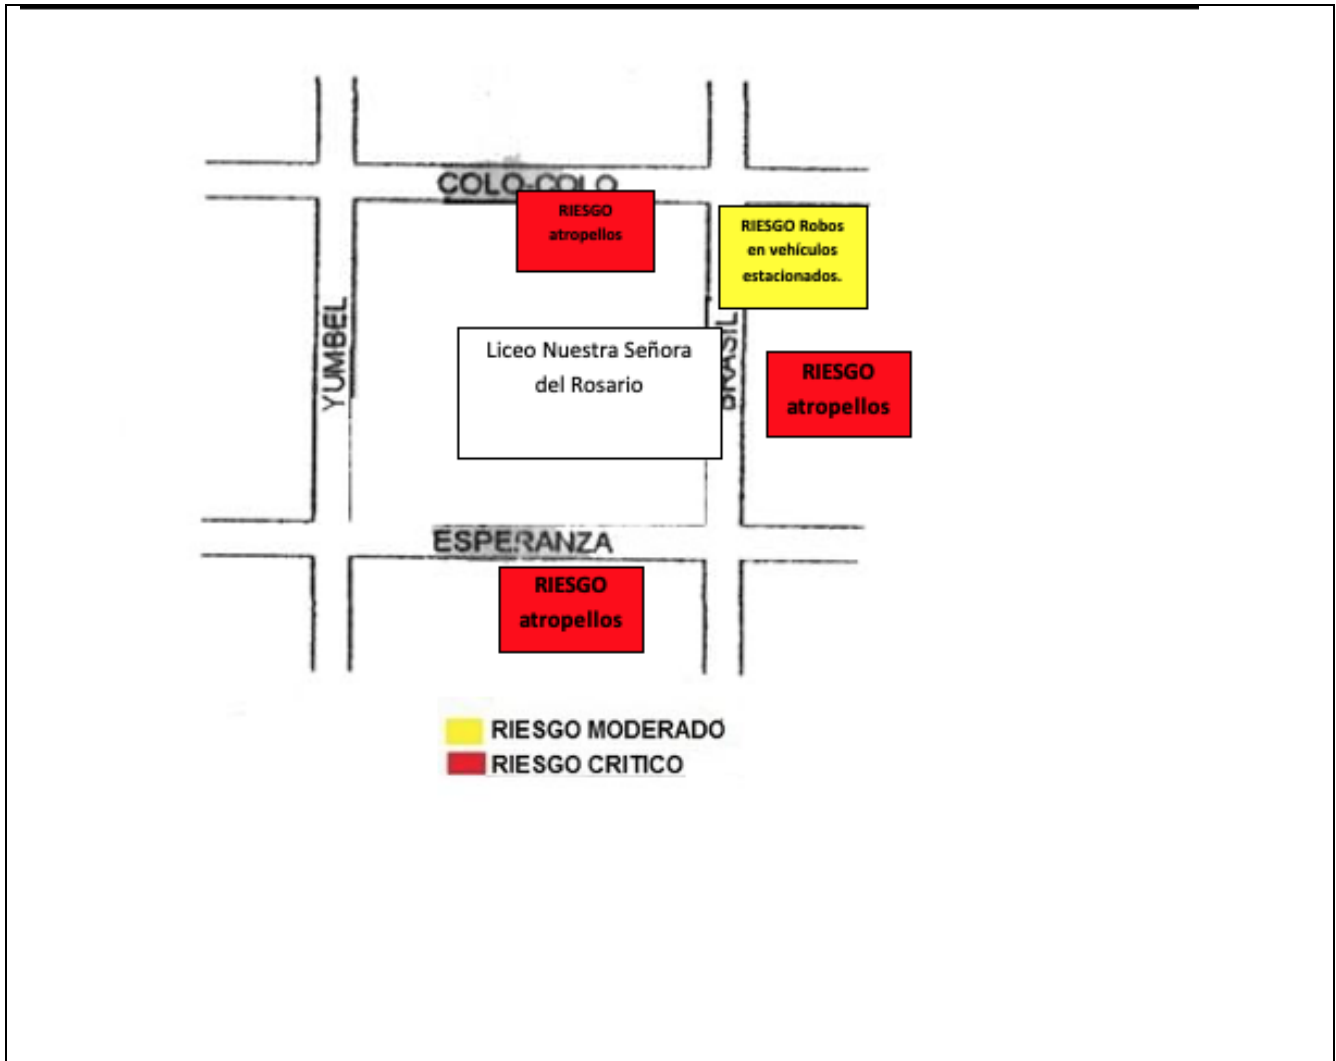 COLO-COLO
RIESGO
atropellos
RIESGO Robos
en vehículos
estacionados.
YUMBEL
Liceo Nuestra Señora
del Rosario
BRASIL
RIESGO
atropellos
ESPERANZA
RIESGO
atropellos
RIESGO MODERADO
RIESGO CRITICO